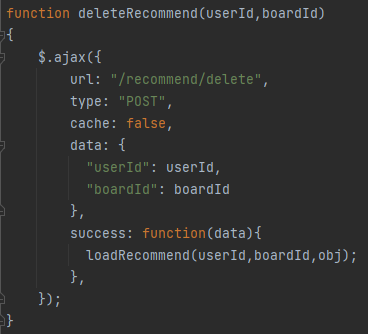 function deleteRecommend(userId,boardId)
{
    $.ajax({
        url: "/recommend/delete",
        type: "POST",
        cache: false,
        data: {
          "userId": userId,
          "boardId": boardId
        },
        success: function(data){
          loadRecommend(userId,boardId,obj);
        },
    });
}